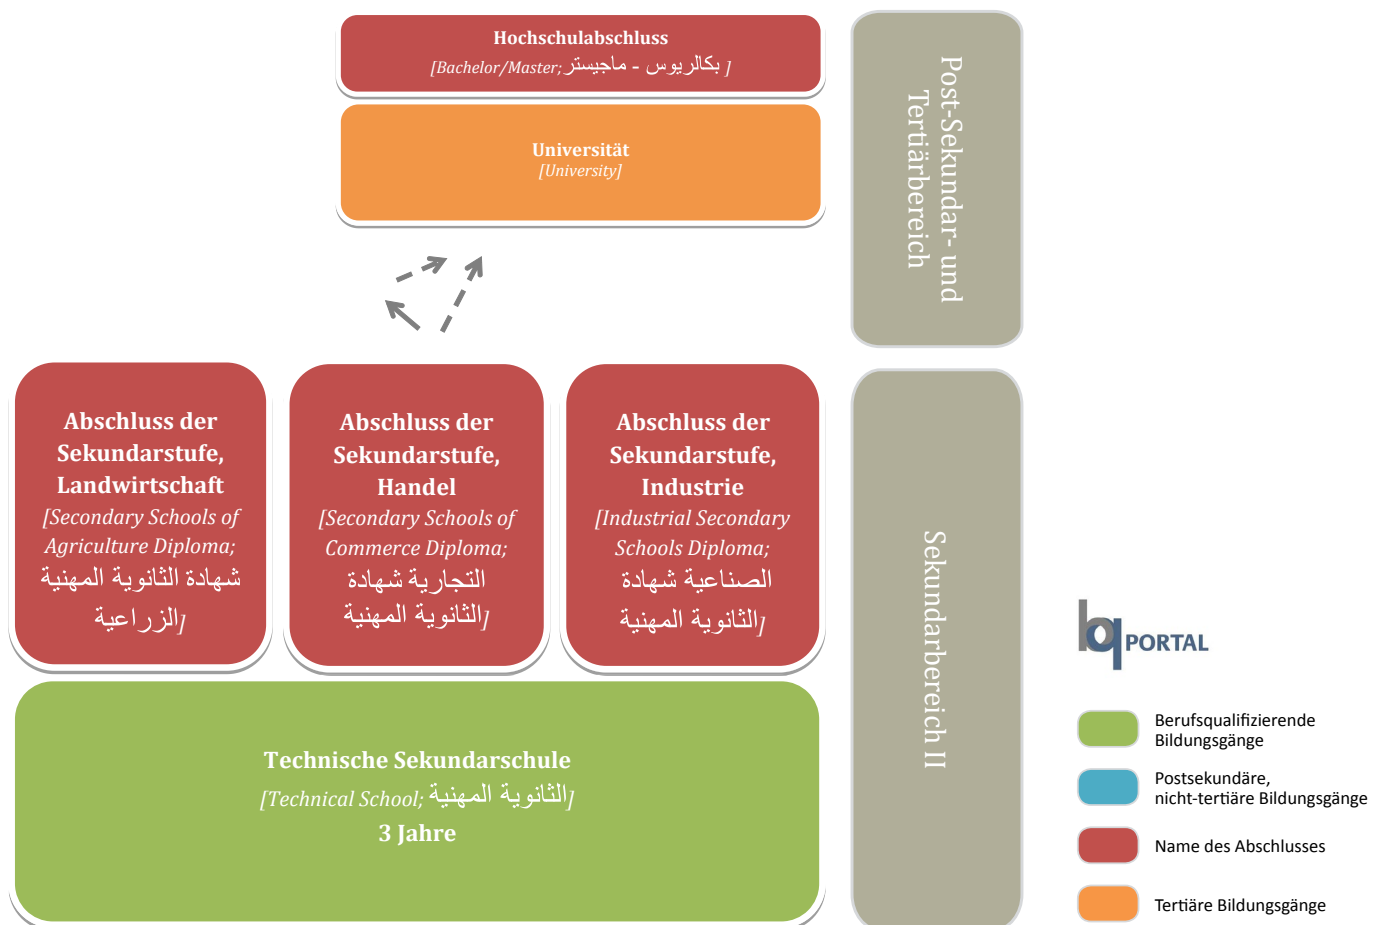 Hochschulabschluss
[Bachelor/Master; بكالريوس - ماجيستر ]
Universität
[University]
Post-Sekundar- und
Tertiärbereich
Abschluss der
Sekundarstufe,
Landwirtschaft
[Secondary Schools of
Agriculture Diploma;
شهادة الثانوية المهنية
الزراعية]
Abschluss der
Sekundarstufe,
Handel
[Secondary Schools of
Commerce Diploma;
التجارية شهادة
الثانوية المهنية]
Abschluss der
Sekundarstufe,
Industrie
[Industrial Secondary
Schools Diploma;
الصناعية شهادة
الثانوية المهنية]
Technische Sekundarschule
[Technical School; الثانوية المهنية]
3 Jahre
Sekundarbereich II
bq PORTAL
Berufsqualifizierende
Bildungsgänge
Postsekundäre,
nicht-tertiäre Bildungsgänge
Name des Abschlusses
Tertiäre Bildungsgänge